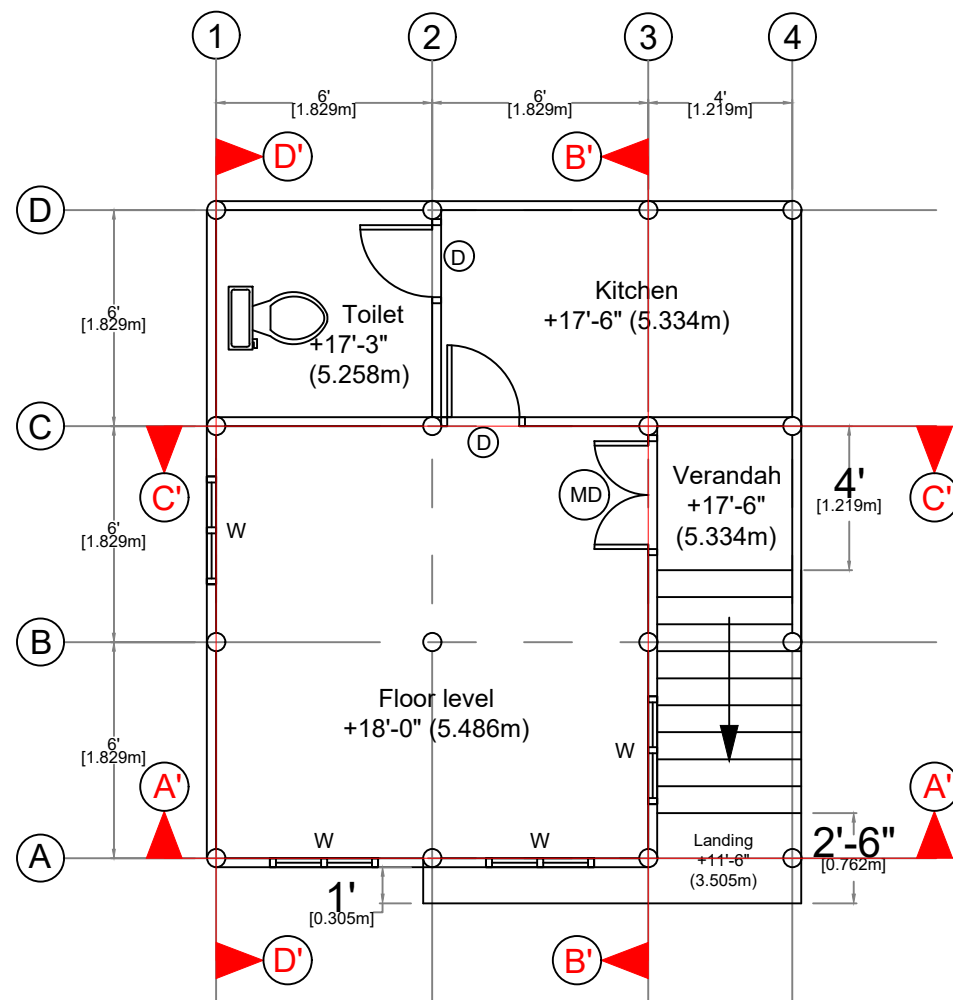 1
2
3
4
6'
[1.829m]
6'
[1.829m]
4'
[1.219m]
D'
B'
D
D
Kitchen
+17'-6" (5.334m)
Toilet
+17'-3"
(5.258m)
6'
[1.829m]
C
D
C'
C'
MD
Verandah
+17'-6"
(5.334m)
4'
[1.219m]
W
6'
[1.829m]
B
Floor level
+18'-0" (5.486m)
W
6'
[1.829m]
A'
A'
A
W
W
Landing
+11'-6"
(3.505m)
2'-6"
[0.762m]
1'
[0.305m]
D'
B'